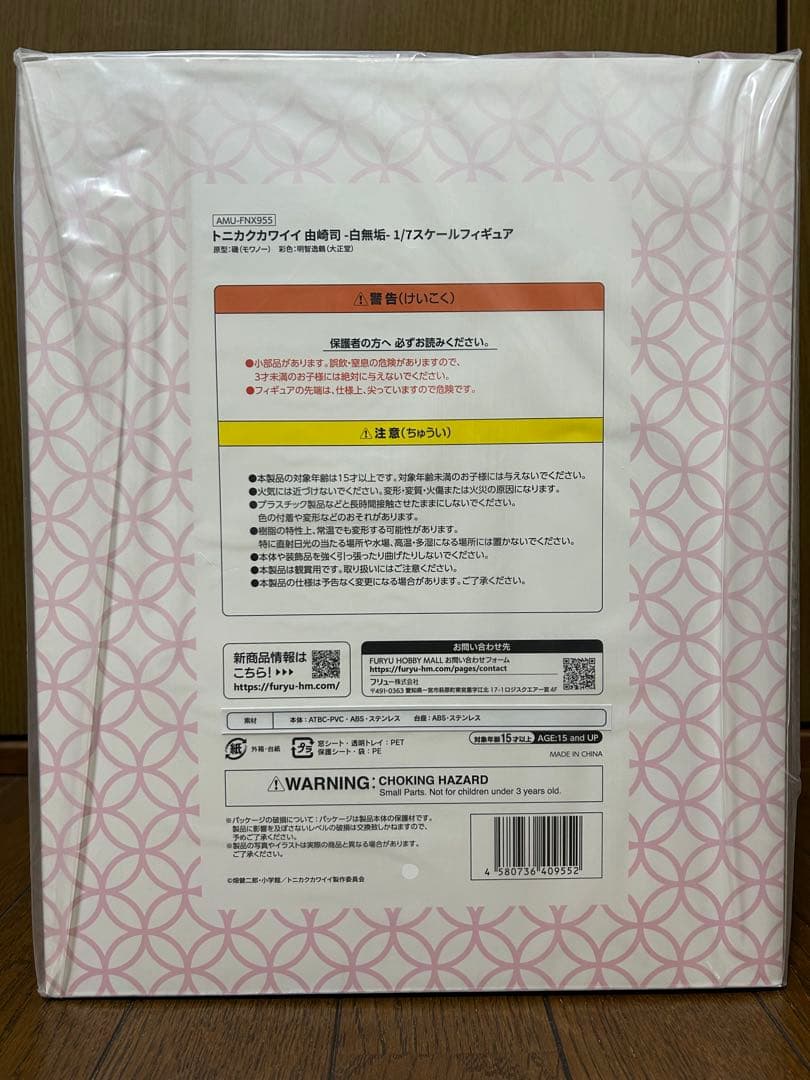 AMU-FNX955
トニカクカワイイ 由崎司 -白無垢- 1/7スケールフィギュア
原型:磯(モワノー) 彩色:明智逸鶴(大正堂)
⚠警告(けいこく)
保護者の方へ 必ずお読みください。
●小部品があります。誤飲・窒息の危険がありますので、
3才未満のお子様には絶対に与えないでください。
●フィギュアの先端は、仕様上、尖っていますので危険です。
⚠注意(ちゅうい)
●本製品の対象年齢は15才以上です。対象年齢未満のお子様には与えないでください。
●火気には近づけないでください。変形・変質・火傷または火災の原因になります。
●プラスチック製品などと長時間接触させたままにしないでください。
色の付着や変形などのおそれがあります。
●樹脂の特性上、常温でも変形する可能性があります。
特に直射日光の当たる場所や水場、高温・多湿になる場所には置かないでください。
●本体や装飾品を強く引っ張ったり曲げたりしないでください。
●本製品は観賞用です。取り扱いにはご注意ください。
●本製品の仕様は予告なく変更になる場合があります。ご了承ください。
新商品情報は
こちら!▶▶▶
https://furyu-hm.com/
お問い合わせ先
FURYU HOBBY MALL お問い合わせフォーム
https://furyu-hm.com/pages/contact
フリュー株式会社
〒491-0363 愛知県一宮市萩原町東宮重字江北 17-1 ロジスクエア一宮 4F
素材 本体:ATBC-PVC・ABS・ステンレス 台座:ABS・ステンレス
紙 外箱・台紙
プラ 窓シート・透明トレイ:PET
保護シート・袋:PE
対象年齢15才以上 AGE:15 and UP
MADE IN CHINA
⚠WARNING: CHOKING HAZARD
Small Parts. Not for children under 3 years old.
※パッケージの破損について:パッケージは製品本体の保護材です。
製品に影響を及ぼさないレベルの破損は交換致しかねますので、
予めご了承ください。
※製品の写真やイラストは実際の商品と異なる場合があります。
ご了承ください。
4 580736 409552
©畑健二郎・小学館/トニカクカワイイ製作委員会